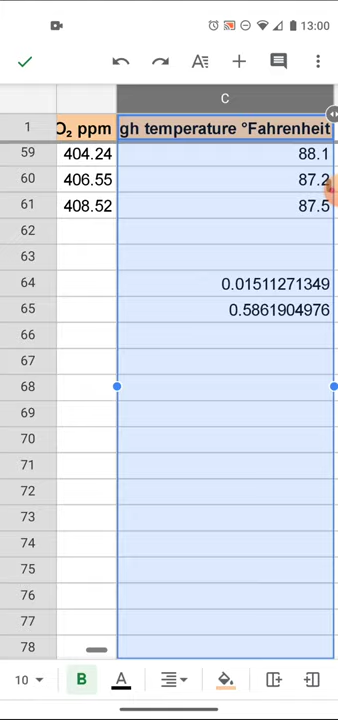 13:00
A
C
1 O₂ ppm gh temperature °Fahrenheit
59 404.24 88.1
60 406.55 87.2
61 408.52 87.5
62
63
64 0.01511271349
65 0.5861904976
66
67
68
69
70
71
72
73
74
75
76
77
78
10 B A